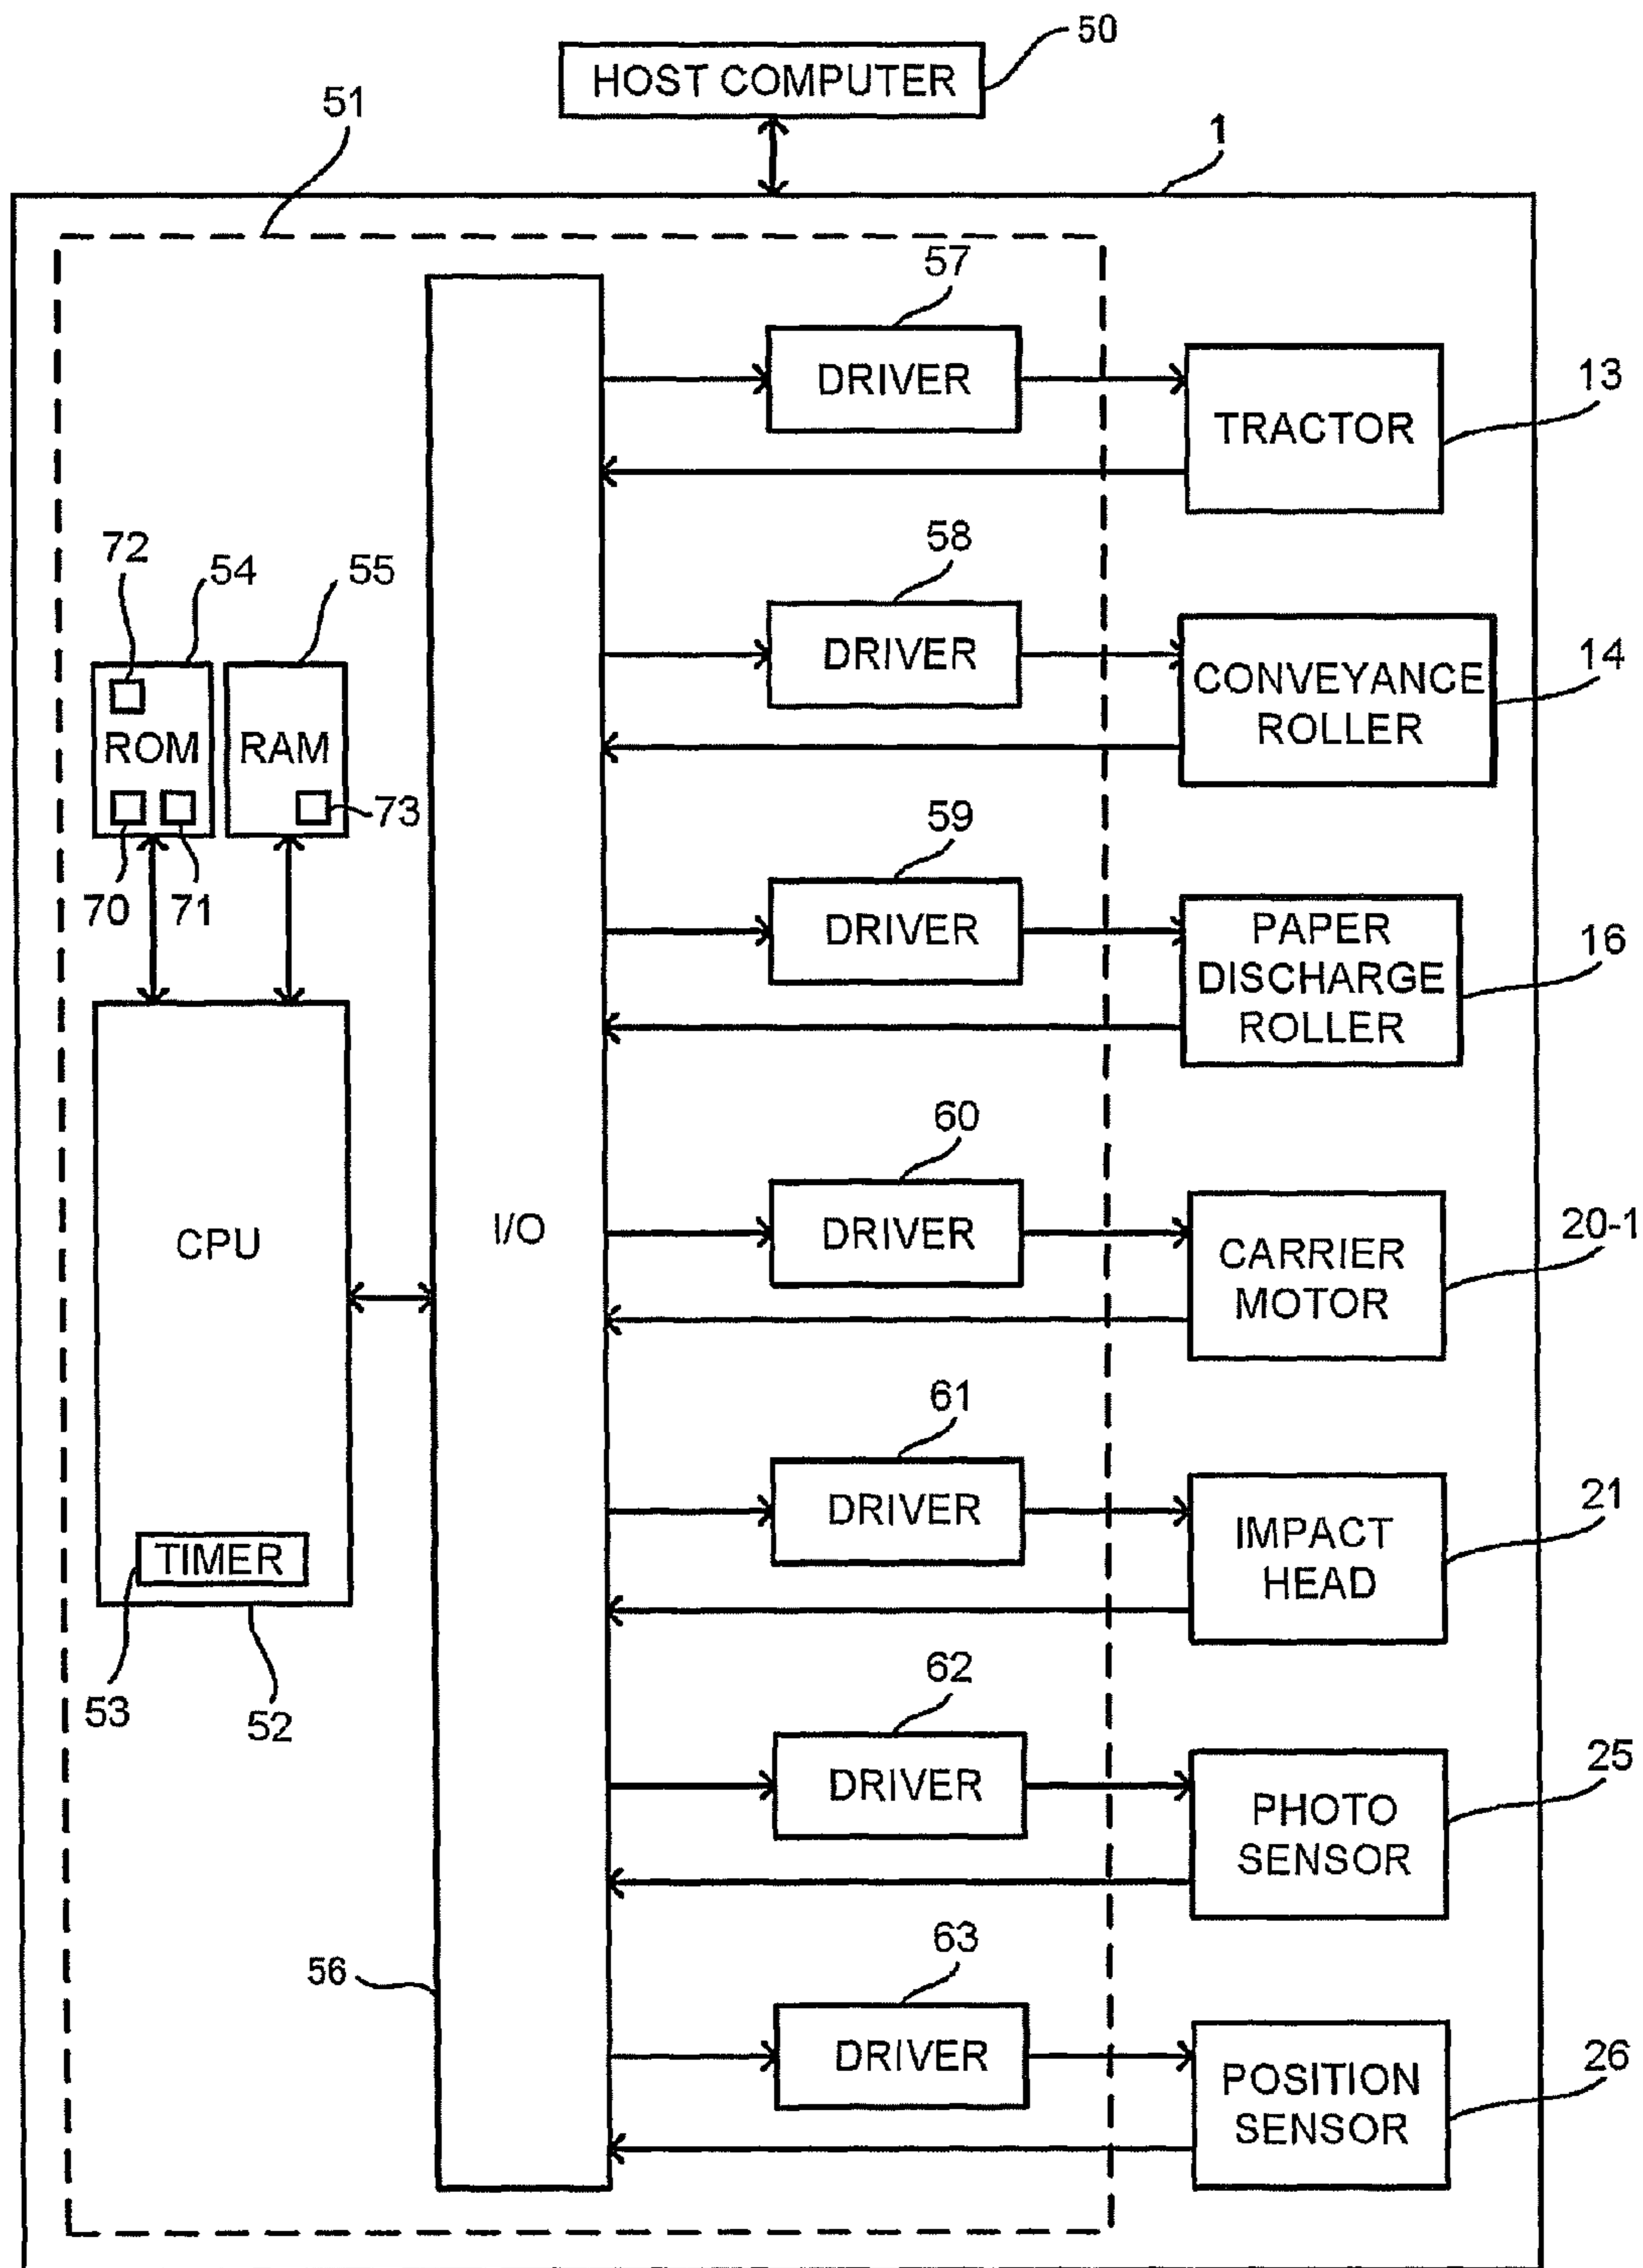 50
HOST COMPUTER
51
1
57
DRIVER
13
TRACTOR
58
72
54
55
DRIVER
14
CONVEYANCE
ROLLER
ROM
RAM
73
59
70
71
DRIVER
PAPER
DISCHARGE
ROLLER
16
60
CPU
I/O
DRIVER
20-1
CARRIER
MOTOR
61
DRIVER
21
IMPACT
HEAD
TIMER
53
52
62
DRIVER
25
PHOTO
SENSOR
56
63
DRIVER
26
POSITION
SENSOR